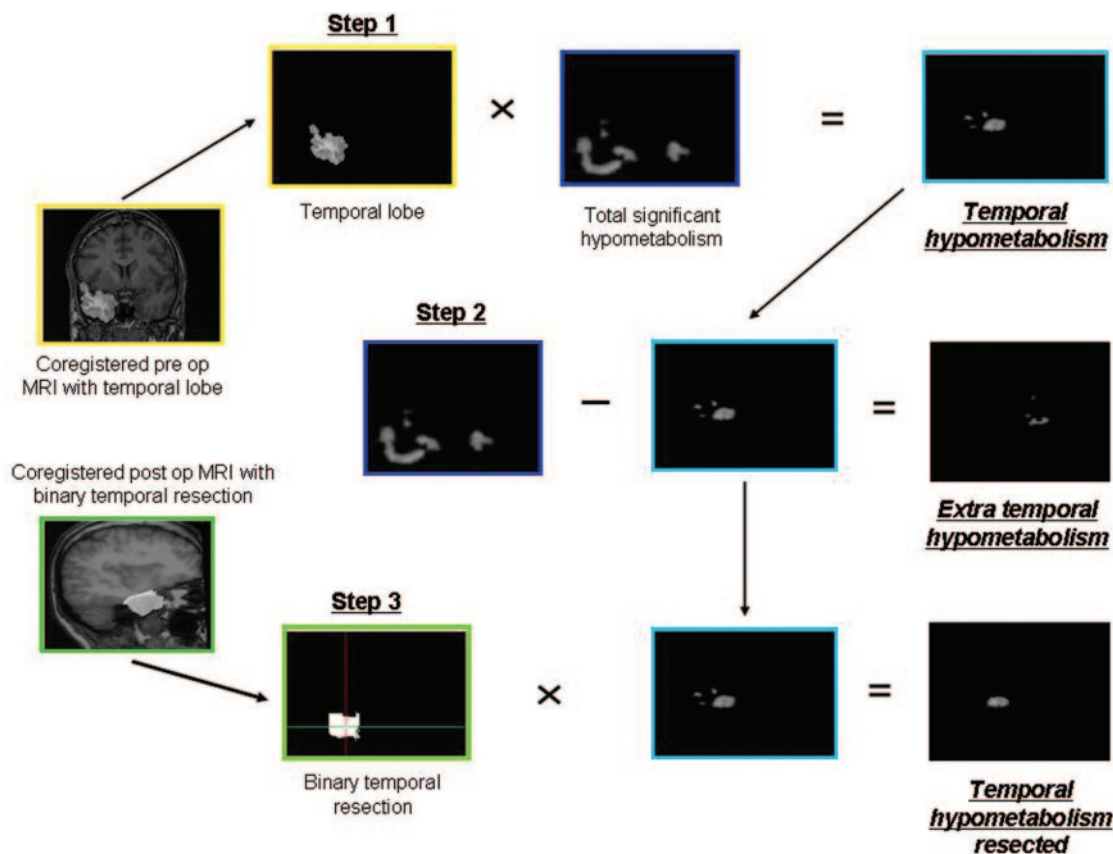 Step 1
×
=
Temporal lobe
Total significant
hypometabolism
Temporal
hypometabolism
Coregistered pre op
MRI with temporal lobe
Step 2
–
=
Extra temporal
hypometabolism
Coregistered post op MRI with
binary temporal resection
Step 3
×
=
Binary temporal
resection
Temporal
hypometabolism
resected